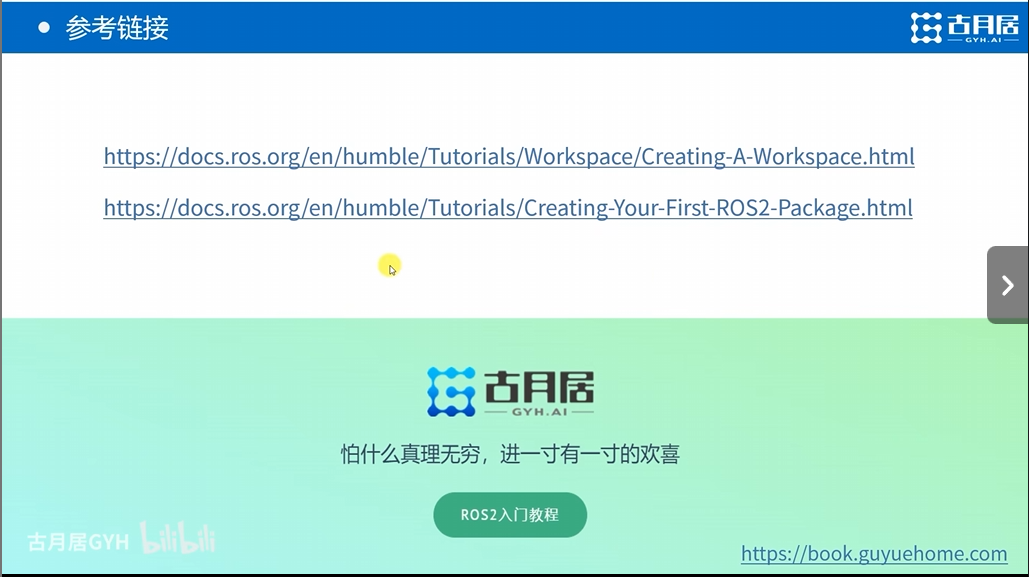 参考链接
古月居
GYH.AI
https://docs.ros.org/en/humble/Tutorials/Workspace/Creating-A-Workspace.html
https://docs.ros.org/en/humble/Tutorials/Creating-Your-First-ROS2-Package.html
古月居
GYH.AI
怕什么真理无穷，进一寸有一寸的欢喜
ROS2入门教程
古月居GYH bilibili
https://book.guyuehome.com